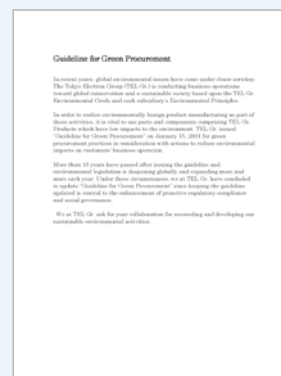 Guideline for Green Procurement
In recent years, global environmental issues have come under closer scrutiny.
The Tokyo Electron Group (TEL Gr.) is conducting business operations
toward global conservation and a sustainable society based upon the TEL Gr.
Environmental Credo and each subsidiary's Environmental Principles.
In order to realize environmentally benign product manufacturing as part of
these activities, it is vital to use parts and components comprising TEL Gr.
Products which have low impacts to the environment. TEL Gr. issued
"Guideline for Green Procurement" on January 15, 2001 for green
procurement practices in consideration with actions to reduce environmental
impacts on customers' business operation.
More than 10 years have passed after issuing the guideline and
environmental legislation is deepening globally and expanding more and
more each year. Under these circumstances, we at TEL Gr. have concluded
to update "Guideline for Green Procurement" since keeping the guideline
updated is central to the enhancement of proactive regulatory compliance
and social governance.
We at TEL Gr. ask for your collaboration for succeeding and developing our
sustainable environmental activities.